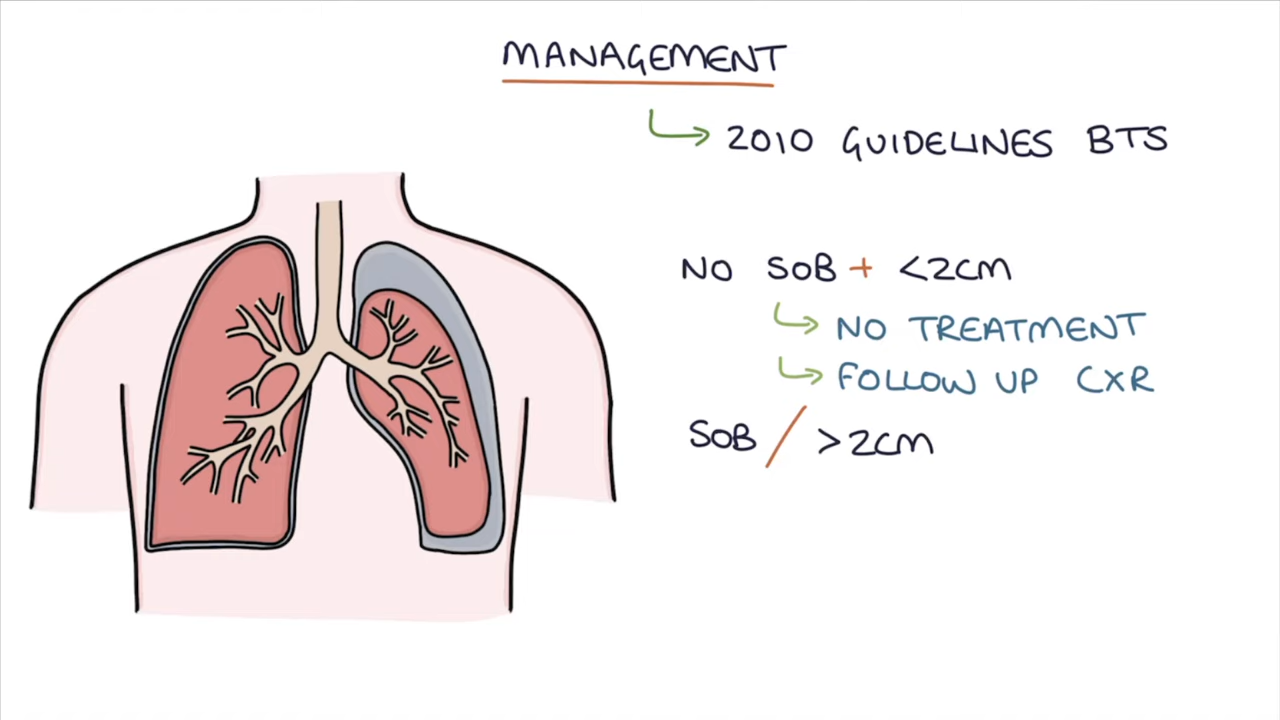 MANAGEMENT
2010 GUIDELINES BTS
NO SOB + <2CM
NO TREATMENT
FOLLOW UP CXR
SOB / >2CM